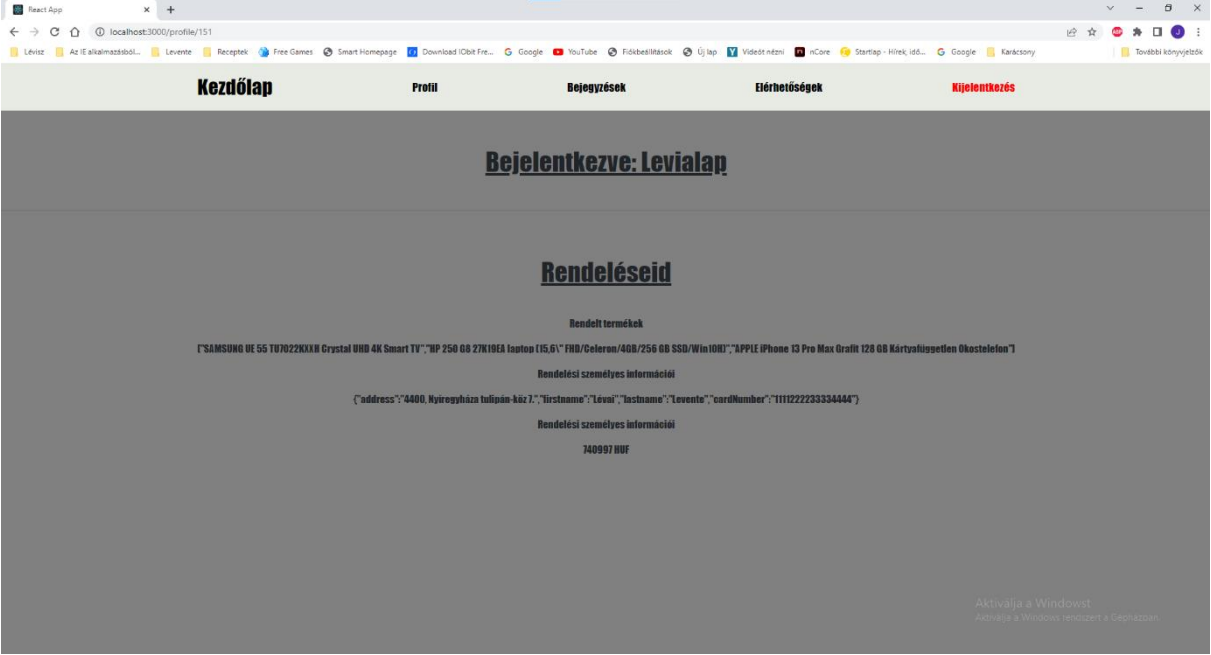 React App
localhost:3000/profile/151
Lévisz Az IE alkalmazásból... Levente Receptek Free Games Smart Homepage Download IObit Fre... Google YouTube Fiókbeállítások Új lap Videót nézni nCore Startlap - Hírek, idő... Google Karácsony További könyvjelzők
Kezdőlap Profil Bejegyzések Elérhetőségek Kijelentkezés
Bejelentkezve: Levialap
Rendeléseid
Rendelt termékek
["SAMSUNG UE 55 TU7022KXXH Crystal UHD 4K Smart TV","HP 250 G8 27K19EA laptop (15,6\" FHD/Celeron/4GB/256 GB SSD/Win10H)","APPLE iPhone 13 Pro Max Grafit 128 GB Kártyafüggetlen Okostelefon"]
Rendelési személyes információi
{"address":"4400, Nyíregyháza tulipán-köz 7.","firstname":"Lévai","lastname":"Levente","cardNumber":"1111222233334444"}
Rendelési személyes információi
740997 HUF
Aktiválja a Windowst
Aktiválja a Windows rendszert a Gépházban.